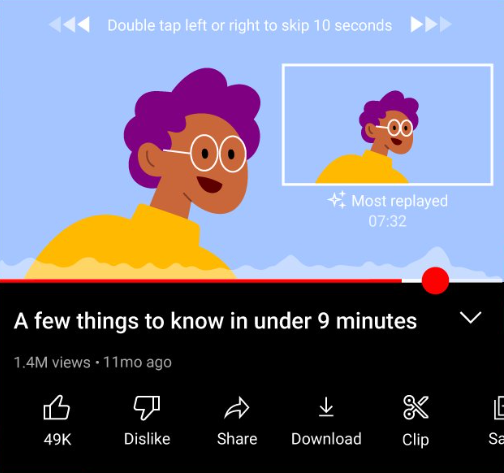 Double tap left or right to skip 10 seconds
Most replayed
07:32
A few things to know in under 9 minutes
1.4M views • 11mo ago
49K
Dislike
Share
Download
Clip
Sa